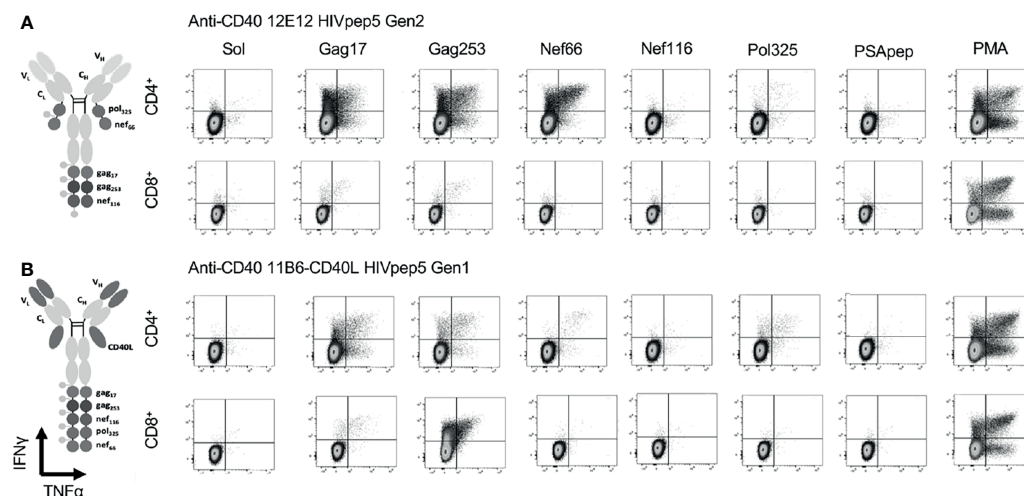 A
Anti-CD40 12E12 HIVpep5 Gen2
Sol Gag17 Gag253 Nef66 Nef116 Pol325 PSApep PMA
VL VH
CL CH
pol325
nef66
gag17
gag253
nef116
CD4+
CD8+
B
Anti-CD40 11B6-CD40L HIVpep5 Gen1
VL VH
CL CH
CD40L
gag17
gag253
nef116
pol325
nef66
CD4+
CD8+
IFNγ
TNFα